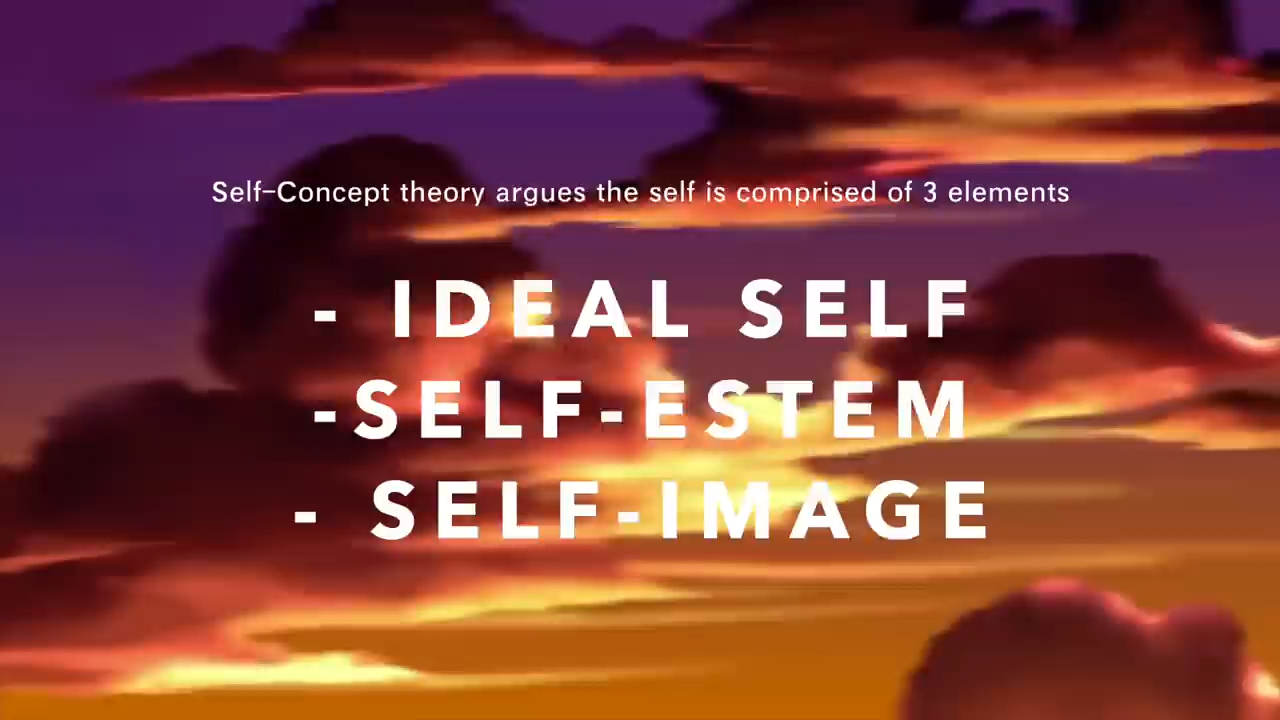 Self-Concept theory argues the self is comprised of 3 elements
- IDEAL SELF
-SELF-ESTEM
- SELF-IMAGE